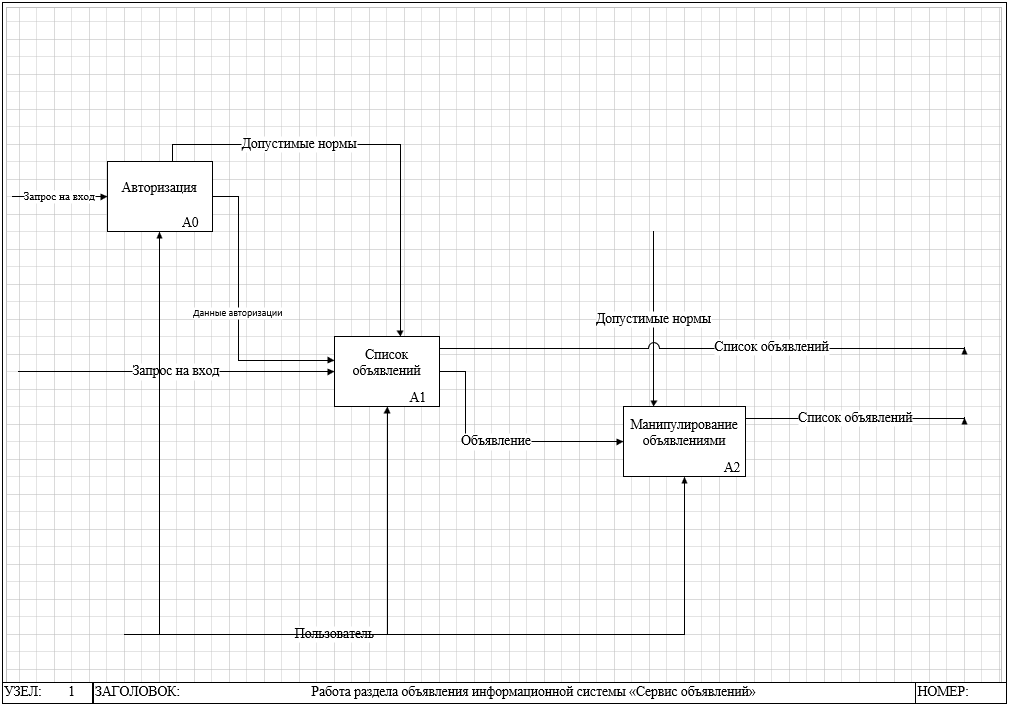 Допустимые нормы
Авторизация
Запрос на вход
A0
Данные авторизации
Допустимые нормы
Список
объявлений
Список объявлений
Запрос на вход
A1
Список объявлений
Манипулирование
объявлениями
Объявление
A2
Пользователь
УЗЕЛ: 1 ЗАГОЛОВОК: Работа раздела объявления информационной системы «Сервис объявлений» НОМЕР: